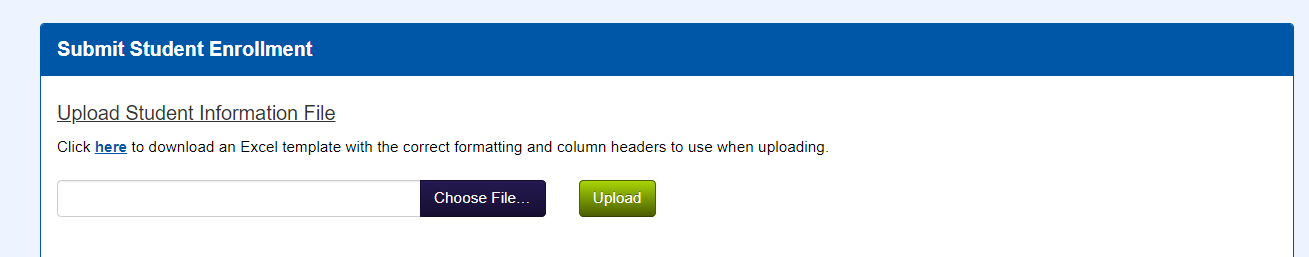 Submit Student Enrollment
Upload Student Information File
Click here to download an Excel template with the correct formatting and column headers to use when uploading.
Choose File... Upload